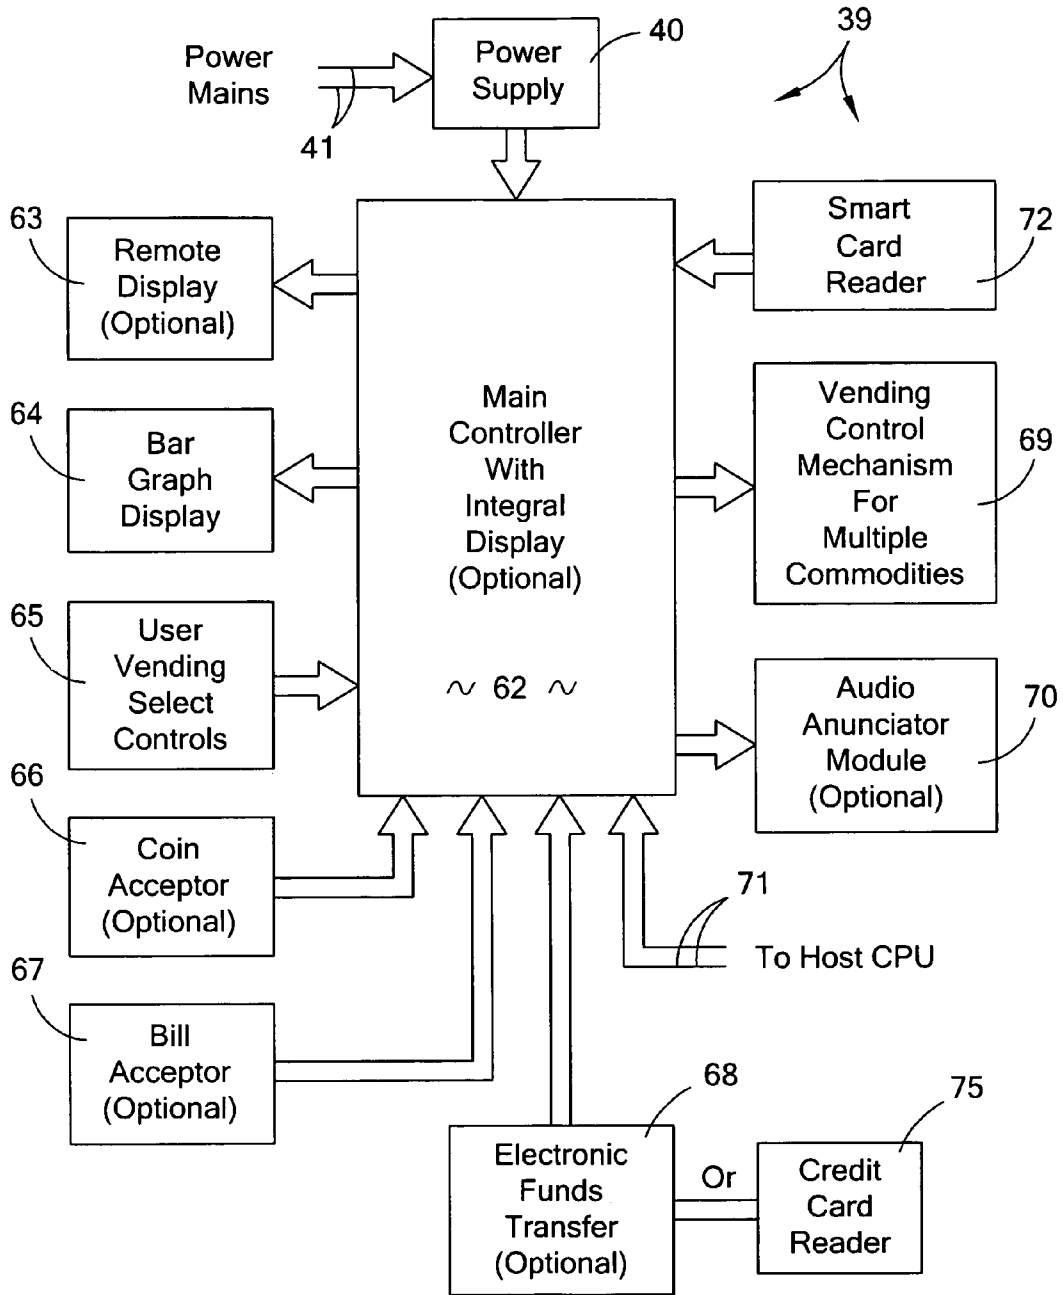 Power
Mains
41
Power
Supply
40
39
63
Remote
Display
(Optional)
64
Bar
Graph
Display
65
User
Vending
Select
Controls
66
Coin
Acceptor
(Optional)
67
Bill
Acceptor
(Optional)
Main
Controller
With
Integral
Display
(Optional)
~ 62 ~
Smart
Card
Reader
72
Vending
Control
Mechanism
For
Multiple
Commodities
69
Audio
Anunciator
Module
(Optional)
70
71
To Host CPU
68
Electronic
Funds
Transfer
(Optional)
Or
75
Credit
Card
Reader